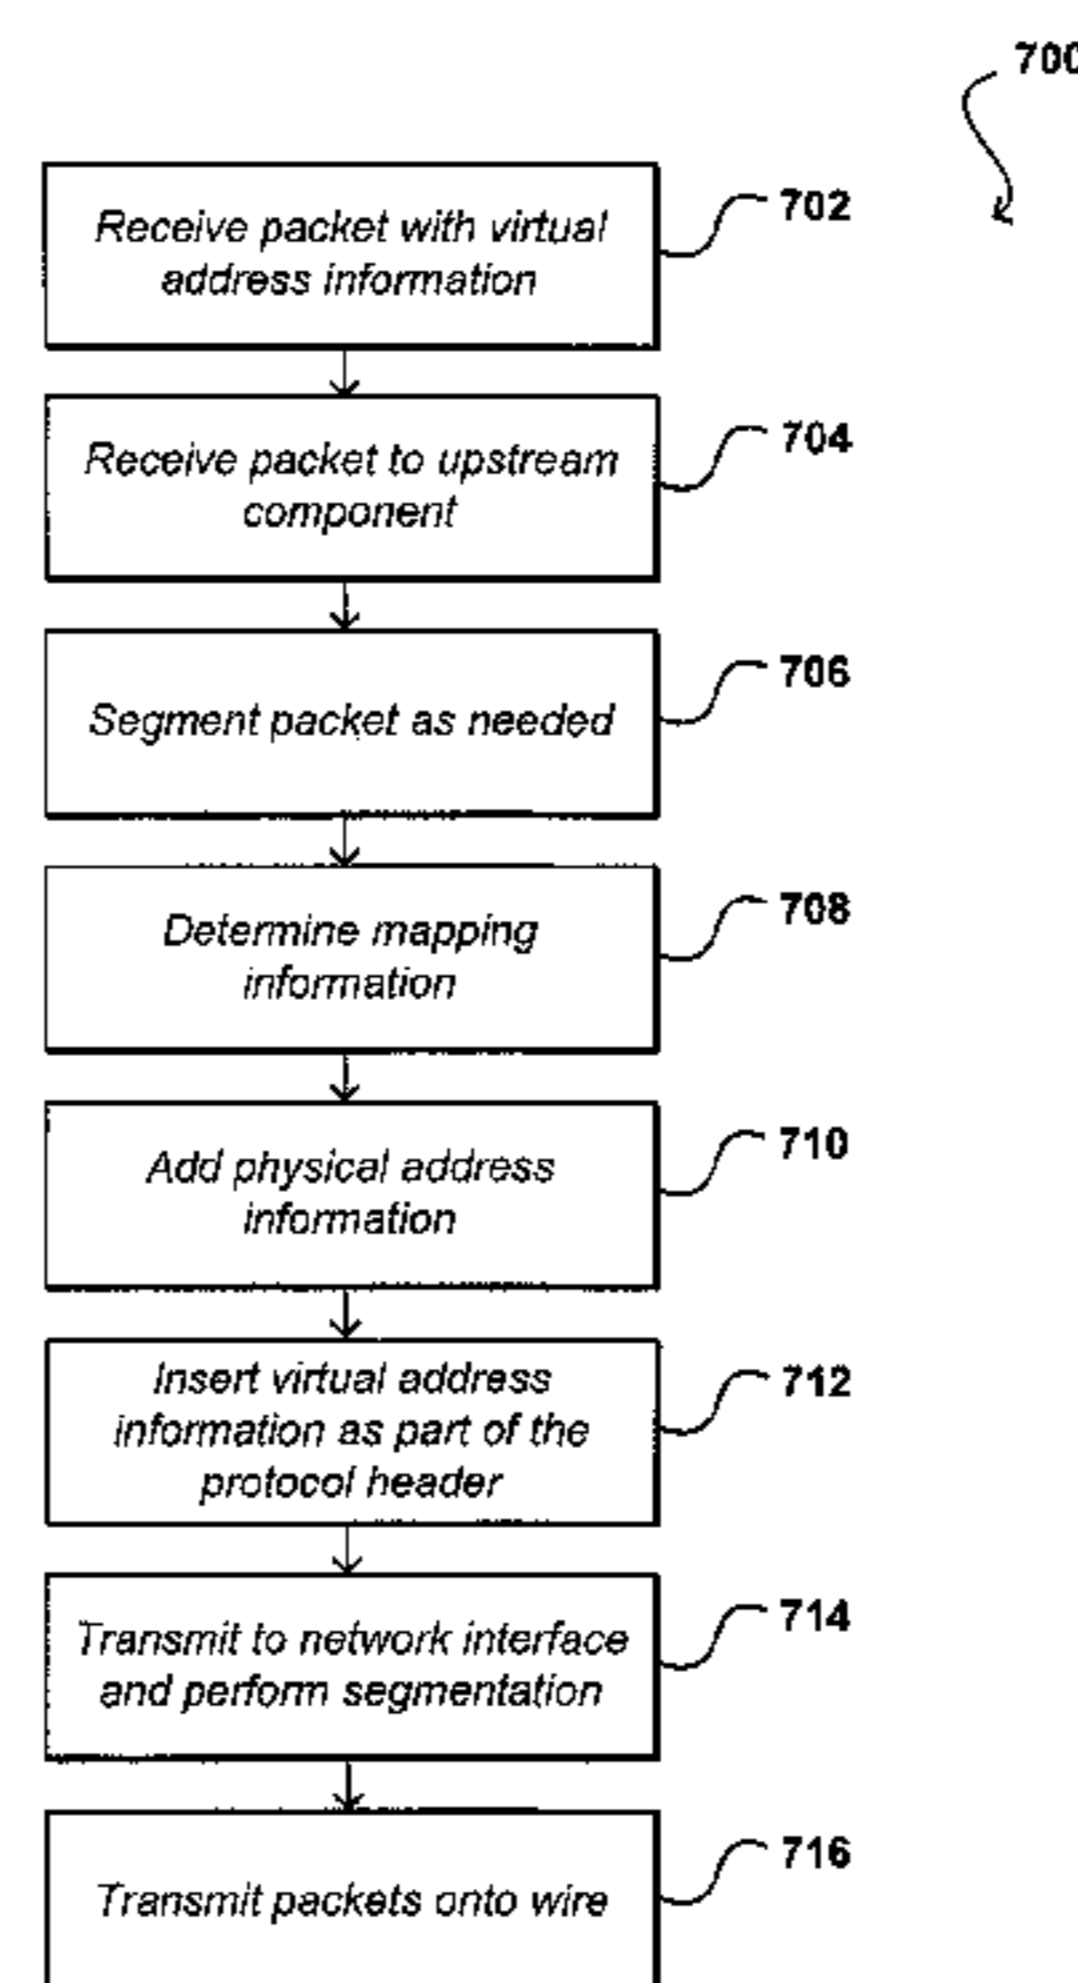 700
Receive packet with virtual
address information
702
Receive packet to upstream
component
704
Segment packet as needed
706
Determine mapping
information
708
Add physical address
information
710
Insert virtual address
information as part of the
protocol header
712
Transmit to network interface
and perform segmentation
714
Transmit packets onto wire
716